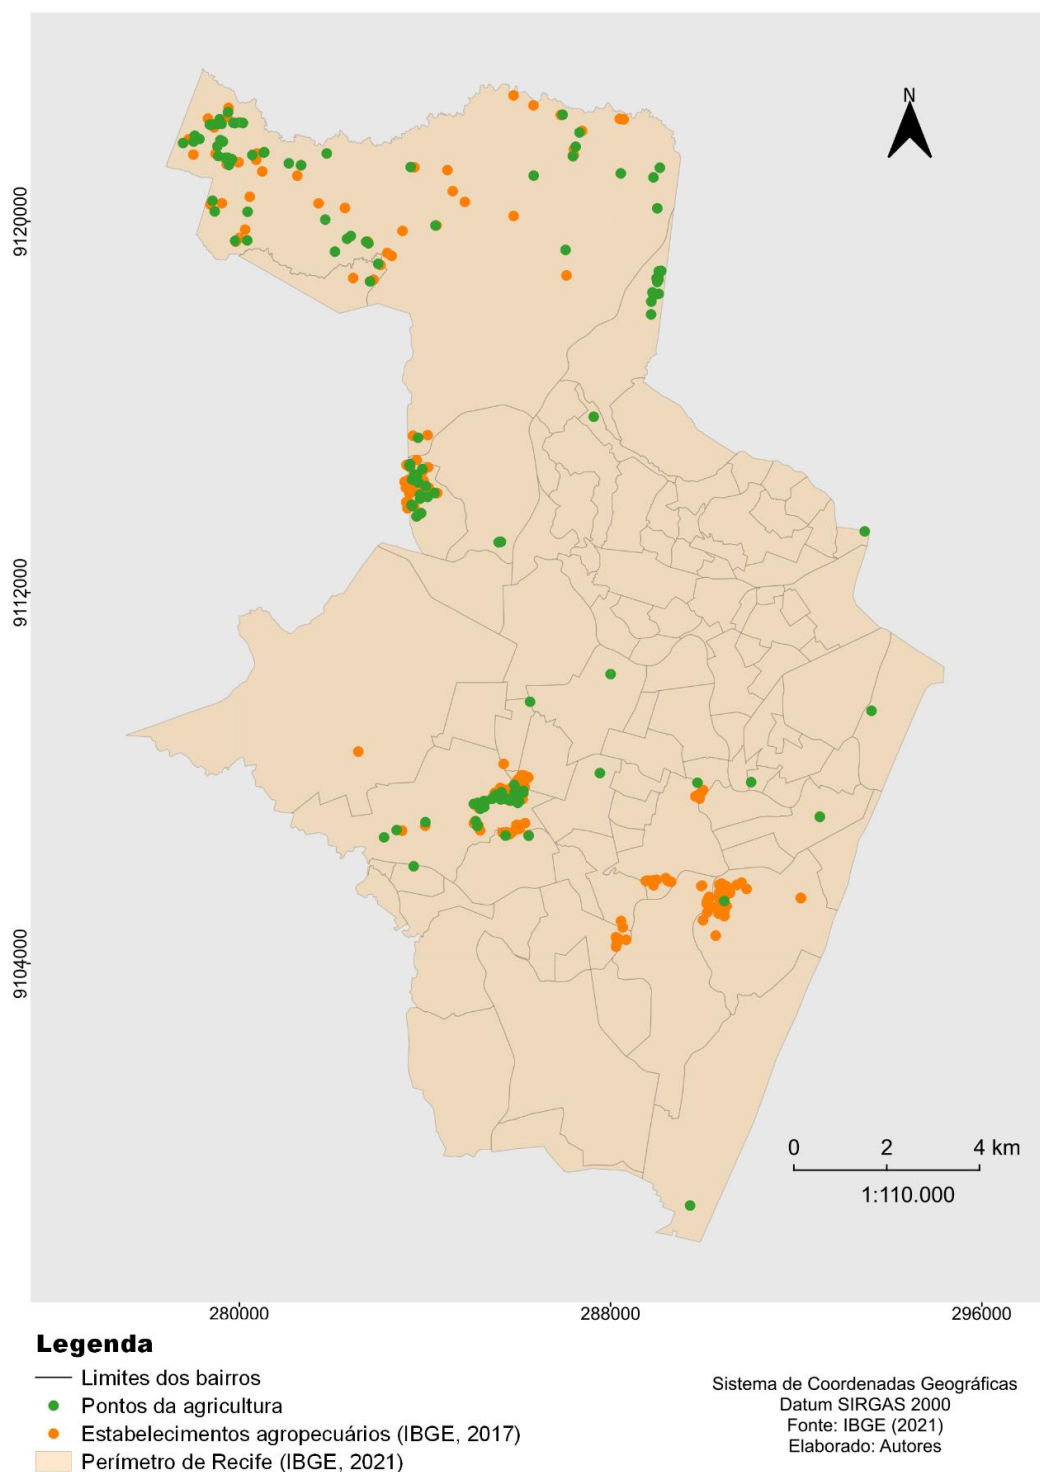 N
9120000
9112000
9104000
0 2 4 km
1:110.000
280000 288000 296000
Legenda
Limites dos bairros
Pontos da agricultura
Estabelecimentos agropecuários (IBGE, 2017)
Perímetro de Recife (IBGE, 2021)
Sistema de Coordenadas Geográficas
Datum SIRGAS 2000
Fonte: IBGE (2021)
Elaborado: Autores